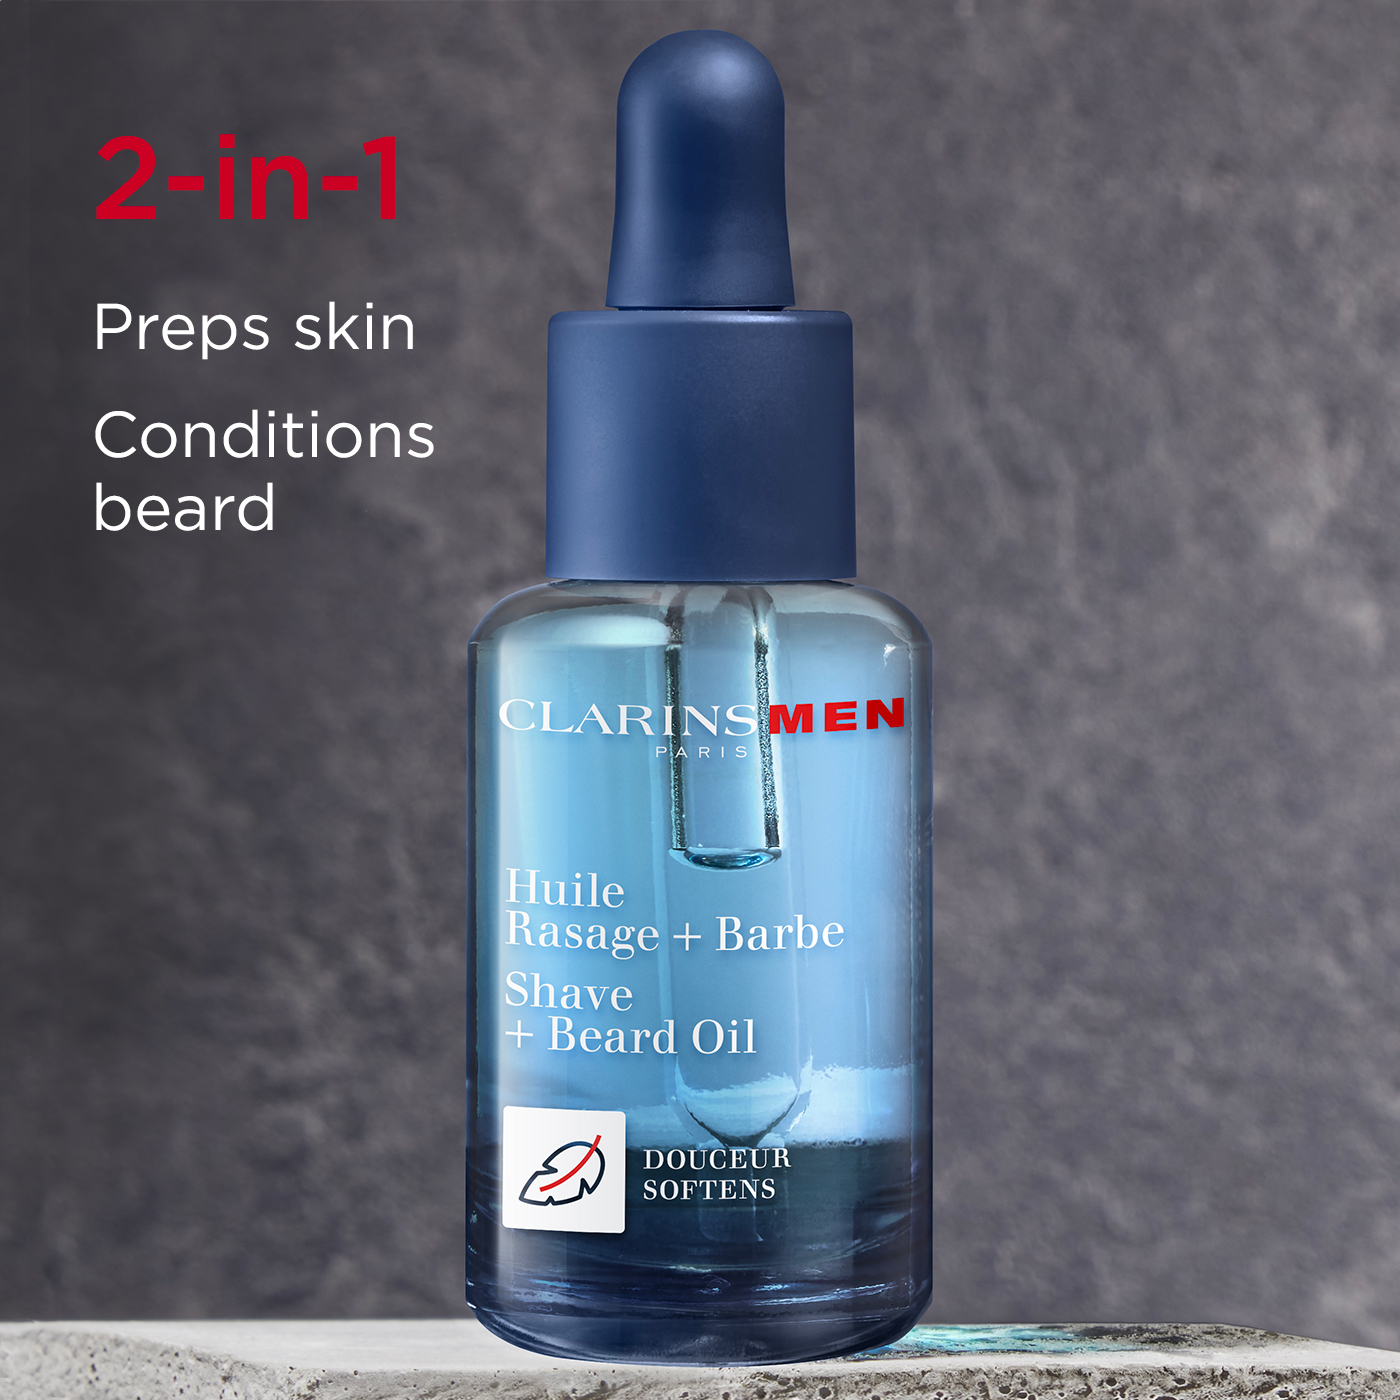 2-in-1
Preps skin
Conditions
beard
CLARINSMEN
PARIS
Huile
Rasage + Barbe
Shave
+ Beard Oil
DOUCEUR
SOFTENS